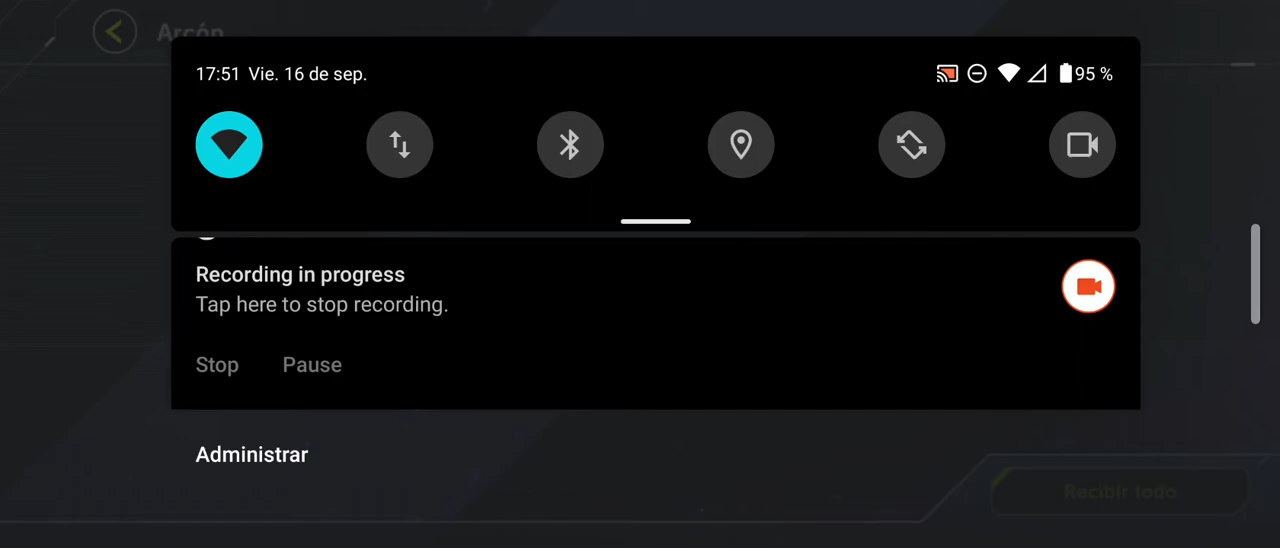 Arcón
17:51 Vie. 16 de sep.
95 %
Recording in progress
Tap here to stop recording.
Stop Pause
Administrar
Recibir todo